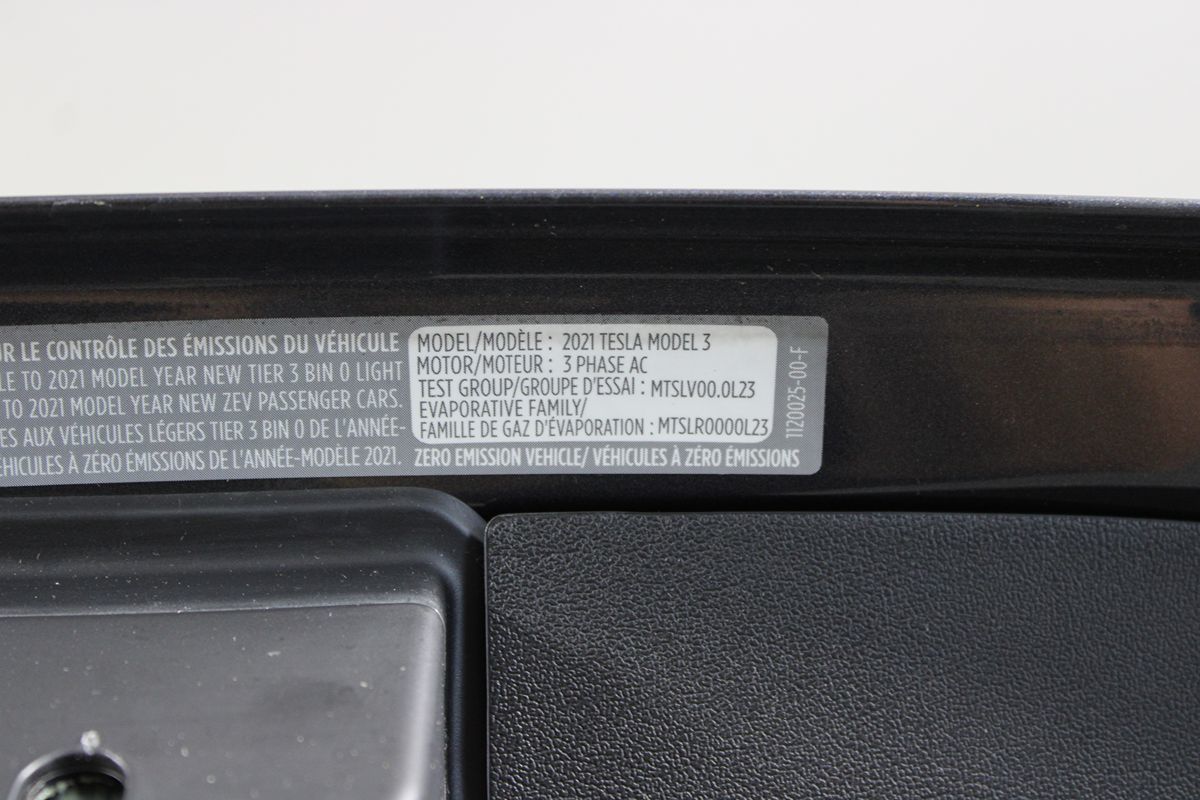 UR LE CONTRÔLE DES ÉMISSIONS DU VÉHICULE
LE TO 2021 MODEL YEAR NEW TIER 3 BIN 0 LIGHT
TO 2021 MODEL YEAR NEW ZEV PASSENGER CARS.
ES AUX VÉHICULES LÉGERS TIER 3 BIN 0 DE L'ANNÉE-
ÉHICULES À ZÉRO ÉMISSIONS DE L'ANNÉE-MODÈLE 2021.
MODEL/MODÈLE : 2021 TESLA MODEL 3
MOTOR/MOTEUR : 3 PHASE AC
TEST GROUP/GROUPE D'ESSAI : MTSLV00.0L23
EVAPORATIVE FAMILY/
FAMILLE DE GAZ D'ÉVAPORATION : MTSLR0000L23
ZERO EMISSION VEHICLE/ VÉHICULES À ZÉRO ÉMISSIONS
1120025-00-F